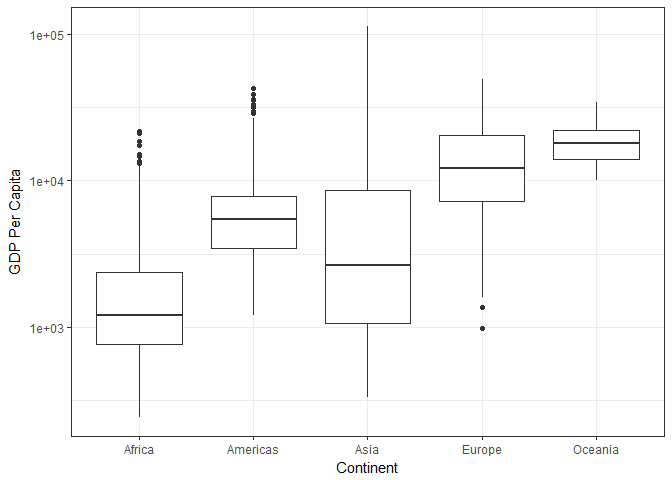 1e+05
1e+04
1e+03
GDP Per Capita
Africa Americas Asia Europe Oceania
Continent